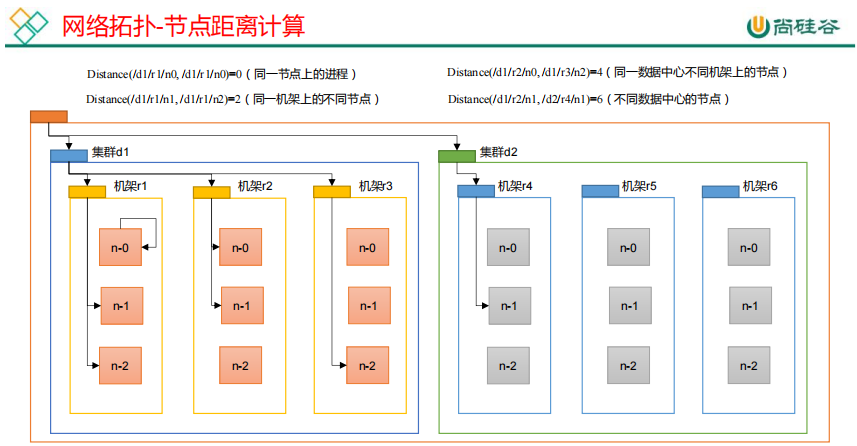 网络拓扑-节点距离计算
尚硅谷
Distance(/d1/r1/n0, /d1/r1/n0)=0（同一节点上的进程）
Distance(/d1/r2/n0, /d1/r3/n2)=4（同一数据中心不同机架上的节点）
Distance(/d1/r1/n1, /d1/r1/n2)=2（同一机架上的不同节点）
Distance(/d1/r2/n1, /d2/r4/n1)=6（不同数据中心的节点）
集群d1
集群d2
机架r1
机架r2
机架r3
机架r4
机架r5
机架r6
n-0
n-0
n-0
n-0
n-0
n-0
n-1
n-1
n-1
n-1
n-1
n-1
n-2
n-2
n-2
n-2
n-2
n-2